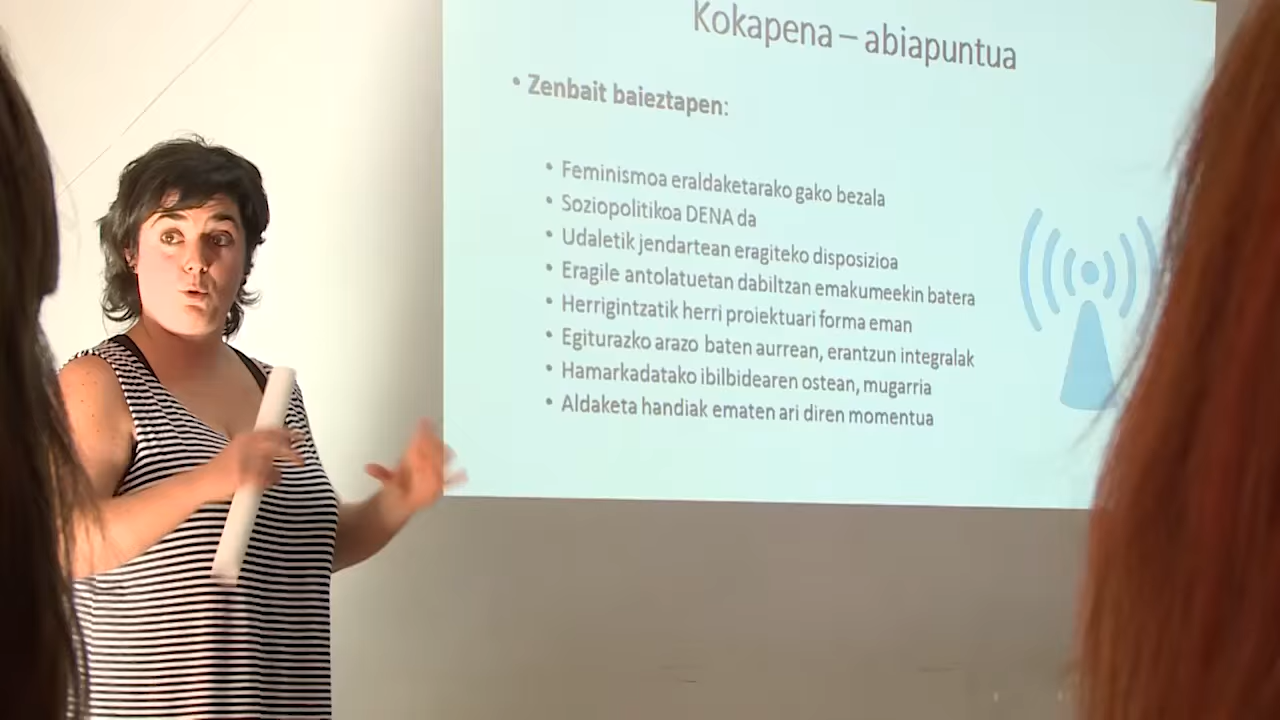 Kokapena – abiapuntua
• Zenbait baieztapen:
• Feminismoa eraldaketarako gako bezala
• Soziopolitikoa DENA da
• Udaletik jendartean eragiteko disposizioa
• Eragile antolatuetan dabiltzan emakumeekin batera
• Herrigintzatik herri proiektuari forma eman
• Egiturazko arazo baten aurrean, erantzun integralak
• Hamarkadatako ibilbidearen ostean, mugarria
• Aldaketa handiak ematen ari diren momentua